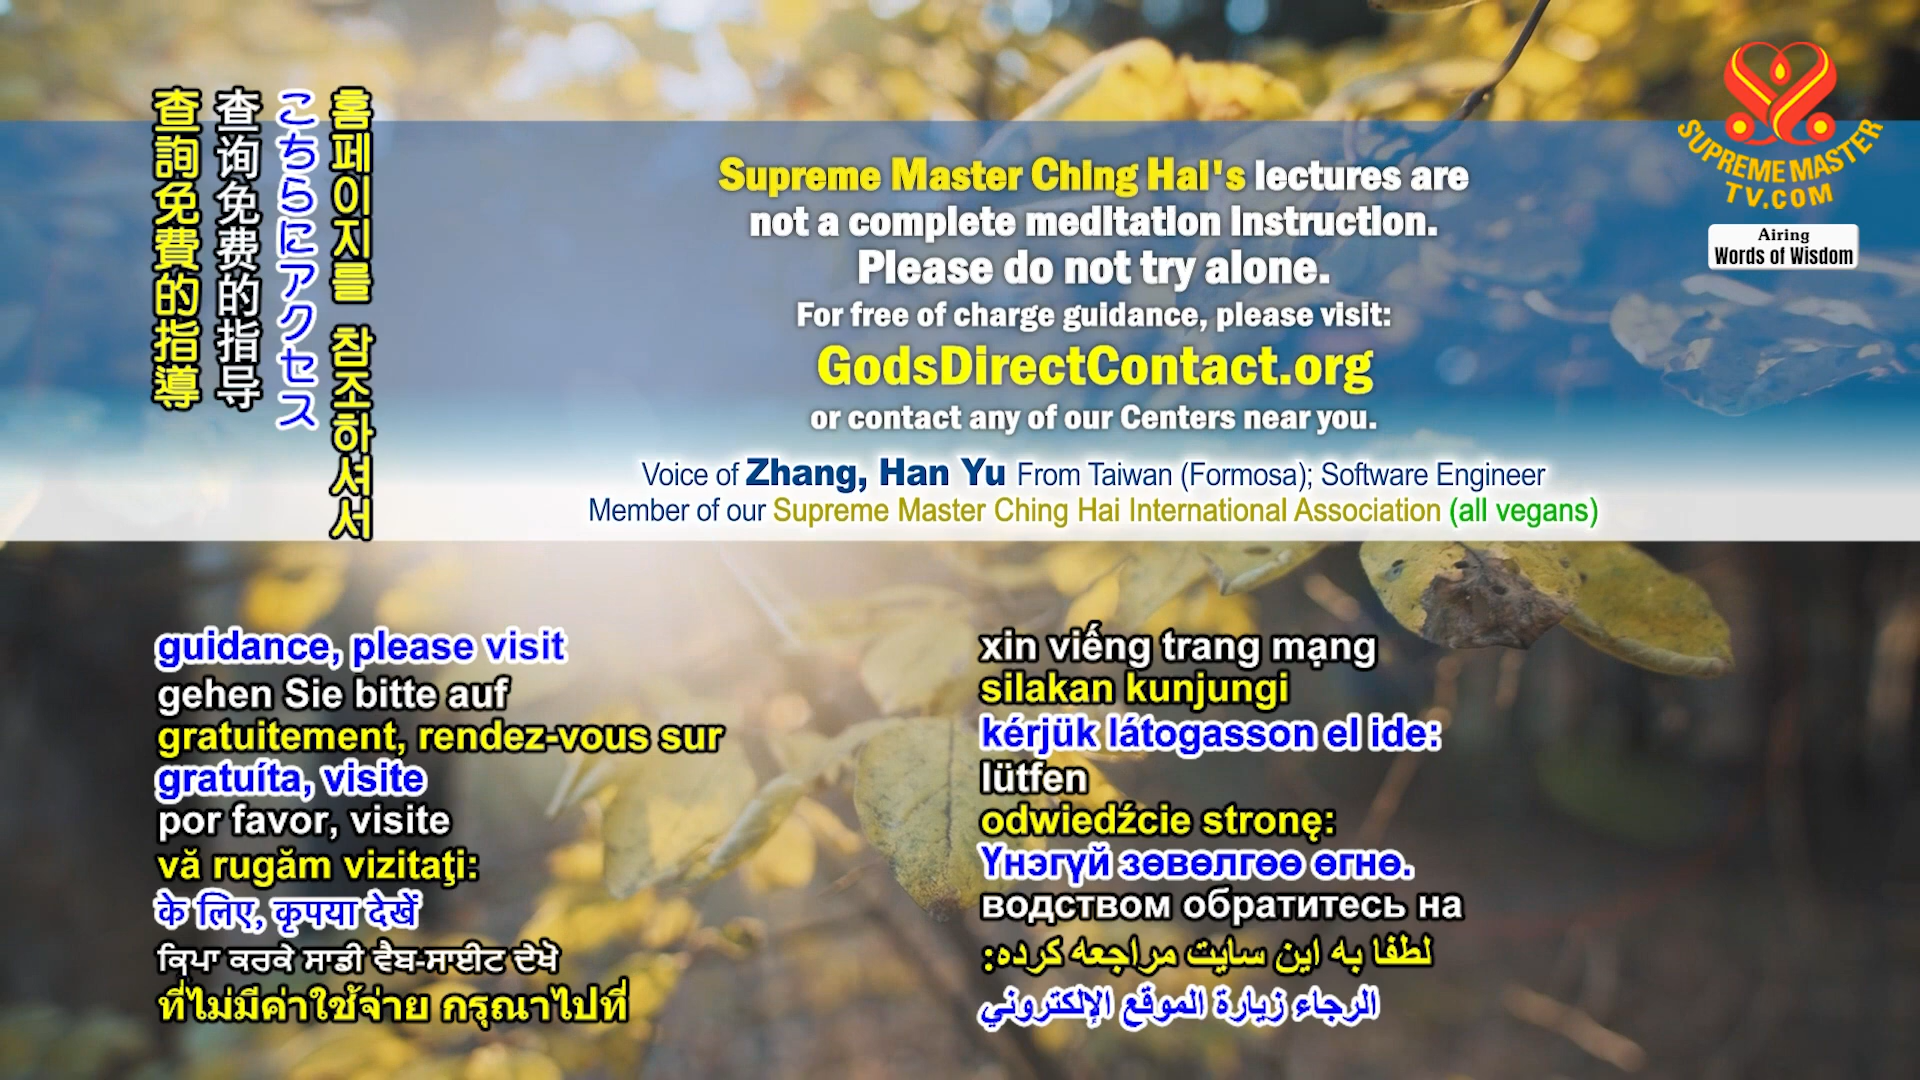 查詢免費的指導
查询免费的指导
こちらにアクセス
홈페이지를 참조하셔서
Supreme Master Ching Hai's lectures are
not a complete meditation instruction.
Please do not try alone.
For free of charge guidance, please visit:
GodsDirectContact.org
or contact any of our Centers near you.
Voice of Zhang, Han Yu From Taiwan (Formosa); Software Engineer
Member of our Supreme Master Ching Hai International Association (all vegans)
SUPREME MASTER
TV.COM
Airing
Words of Wisdom
guidance, please visit
gehen Sie bitte auf
gratuitement, rendez-vous sur
gratuíta, visite
por favor, visite
vă rugăm vizitaţi:
के लिए, कृपया देखें
ਕਿਪਾ ਕਰਕੇ ਸਾਡੀ ਵੈਬ-ਸਾਈਟ ਦੇਖੋ
ที่ไม่มีค่าใช้จ่าย กรุณาไปที่
xin viếng trang mạng
silakan kunjungi
kérjük látogasson el ide:
lütfen
odwiedźcie stronę:
Үнэгүй зөвөлгөө өгнө.
водством обратитесь на
لطفا به این سایت مراجعه کرده:
الرجاء زيارة الموقع الإلكتروني